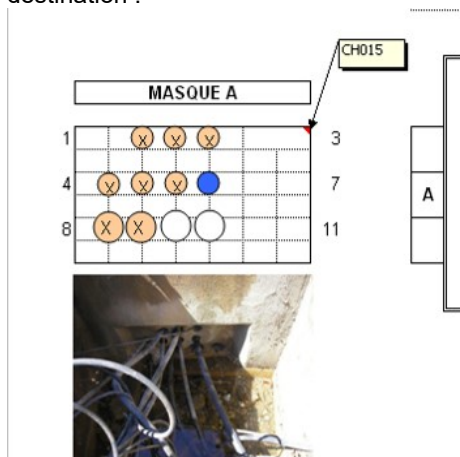 destination :
CH015
MASQUE A
1 X X X 3
4 X X X 7
A
8 X X 11